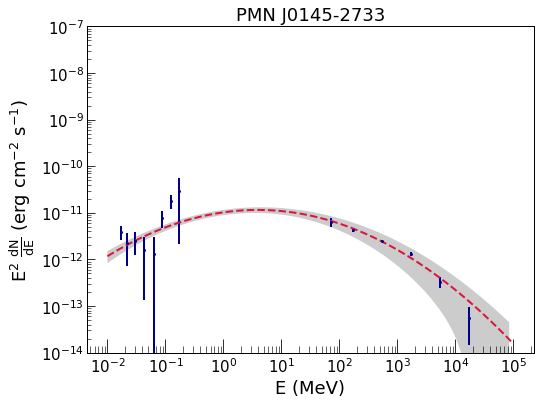 PMN J0145-2733
10⁻⁷
10⁻⁸
10⁻⁹
10⁻¹⁰
10⁻¹¹
10⁻¹²
10⁻¹³
10⁻¹⁴
E² dN/dE (erg cm⁻² s⁻¹)
10⁻² 10⁻¹ 10⁰ 10¹ 10² 10³ 10⁴ 10⁵
E (MeV)